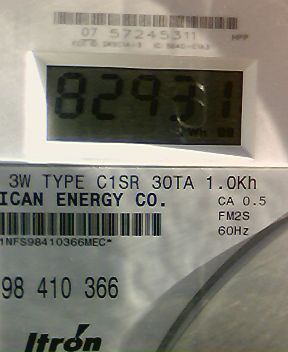 07 57245311
82931
3W TYPE C1SR 30TA 1.0Kh
ICAN ENERGY CO.
CA 0.5
FM2S
60Hz
1NFS98410366MEC*
98 410 366
Itron